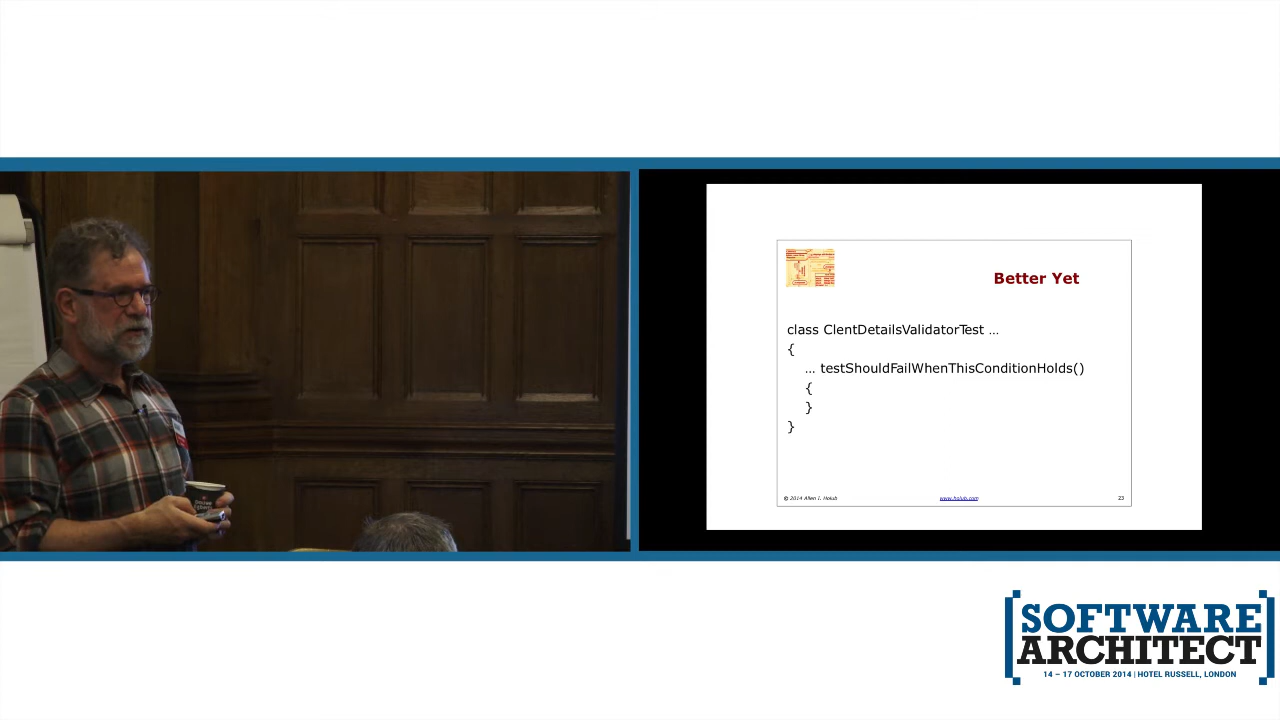 Better Yet
class ClentDetailsValidatorTest ...
{
... testShouldFailWhenThisConditionHolds()
{
}
}
© 2014 Allen I. Holub
www.holub.com
23
[SOFTWARE
ARCHITECT]
14 – 17 OCTOBER 2014 | HOTEL RUSSELL, LONDON